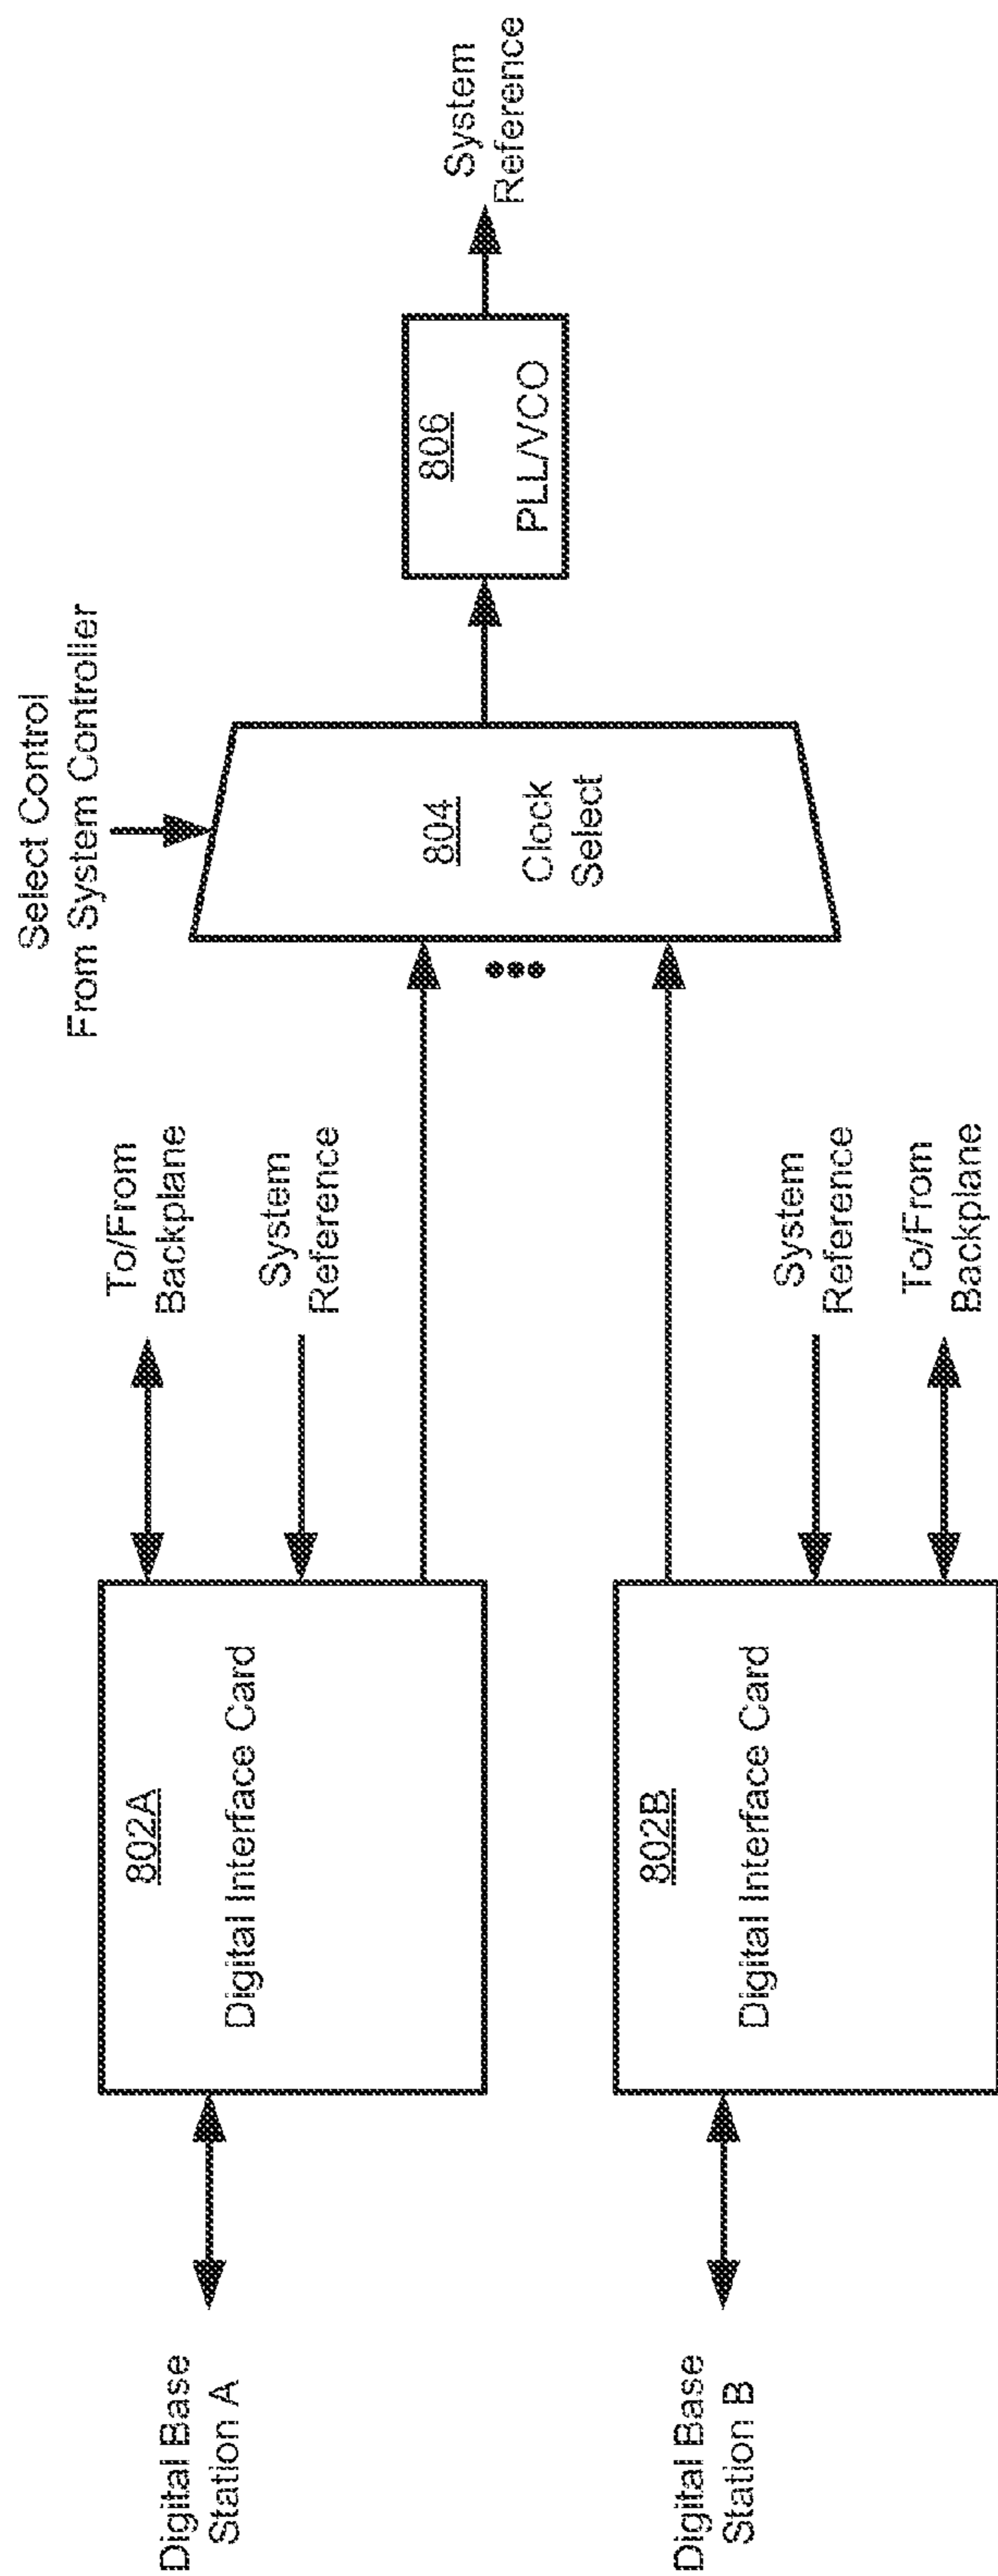 Select Control
From System Controller
To/From
Backplane
System
Reference
Digital Base
Station A
802A
Digital Interface Card
804
Clock
Select
806
PLL/VCO
System
Reference
Digital Base
Station B
802B
Digital Interface Card
System
Reference
To/From
Backplane